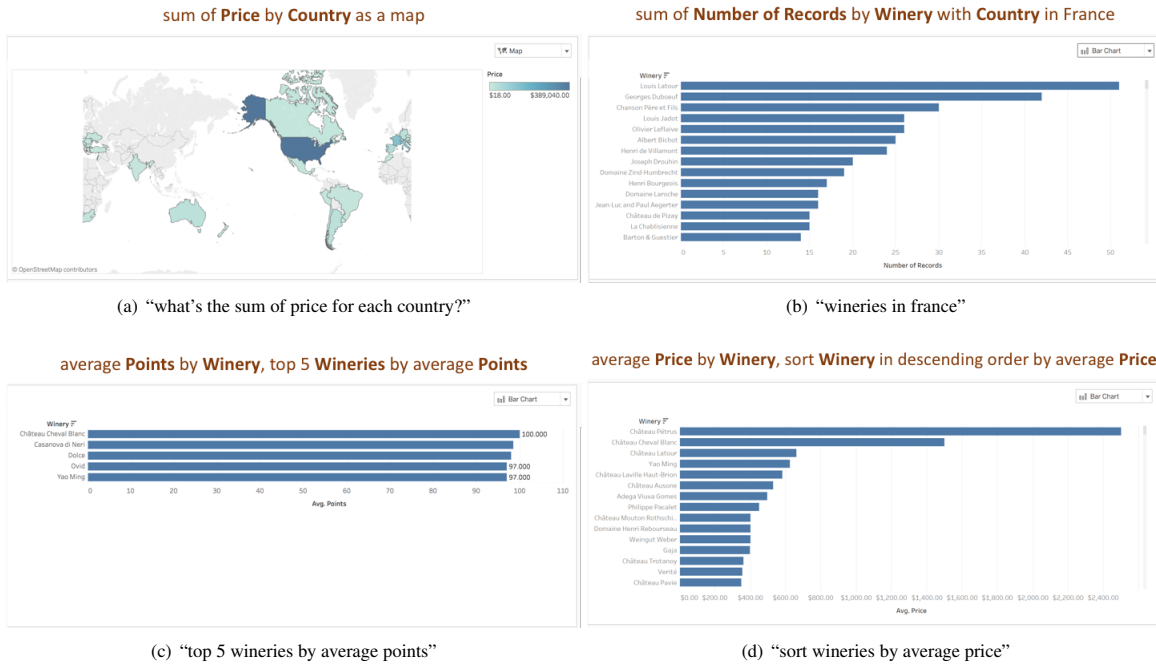 sum of Price by Country as a map
Map
Price
$18.00 $389,040.00
© OpenStreetMap contributors
(a) “what's the sum of price for each country?”
sum of Number of Records by Winery with Country in France
Bar Chart
Winery
Louis Latour
Georges Duboeuf
Chanson Père et Fils
Louis Jadot
Olivier Leflaive
Albert Bichot
Henri de Villamont
Joseph Drouhin
Domaine Zind-Humbrecht
Henri Bourgeois
Domaine Laroche
Jean-Luc and Paul Aegerter
Château de Pizay
La Chablisienne
Barton & Guestier
0 5 10 15 20 25 30 35 40 45 50
Number of Records
(b) “wineries in france”
average Points by Winery, top 5 Wineries by average Points
Bar Chart
Winery
Château Cheval Blanc 100.000
Casanova di Neri
Dolce
Ovid 97.000
Yao Ming 97.000
0 10 20 30 40 50 60 70 80 90 100 110
Avg. Points
(c) “top 5 wineries by average points”
average Price by Winery, sort Winery in descending order by average Price
Bar Chart
Winery
Château Pétrus
Château Cheval Blanc
Château Latour
Yao Ming
Château Laville Haut-Brion
Château Ausone
Adega Viuva Gomes
Philippe Pacalet
Château Mouton Rothschi..
Domaine Henri Rebourseau
Weingut Weber
Gaja
Château Trotanoy
Verité
Château Pavie
$0.00 $200.00 $400.00 $600.00 $800.00 $1,000.00 $1,200.00 $1,400.00 $1,600.00 $1,800.00 $2,000.00 $2,200.00 $2,400.00
Avg. Price
(d) “sort wineries by average price”